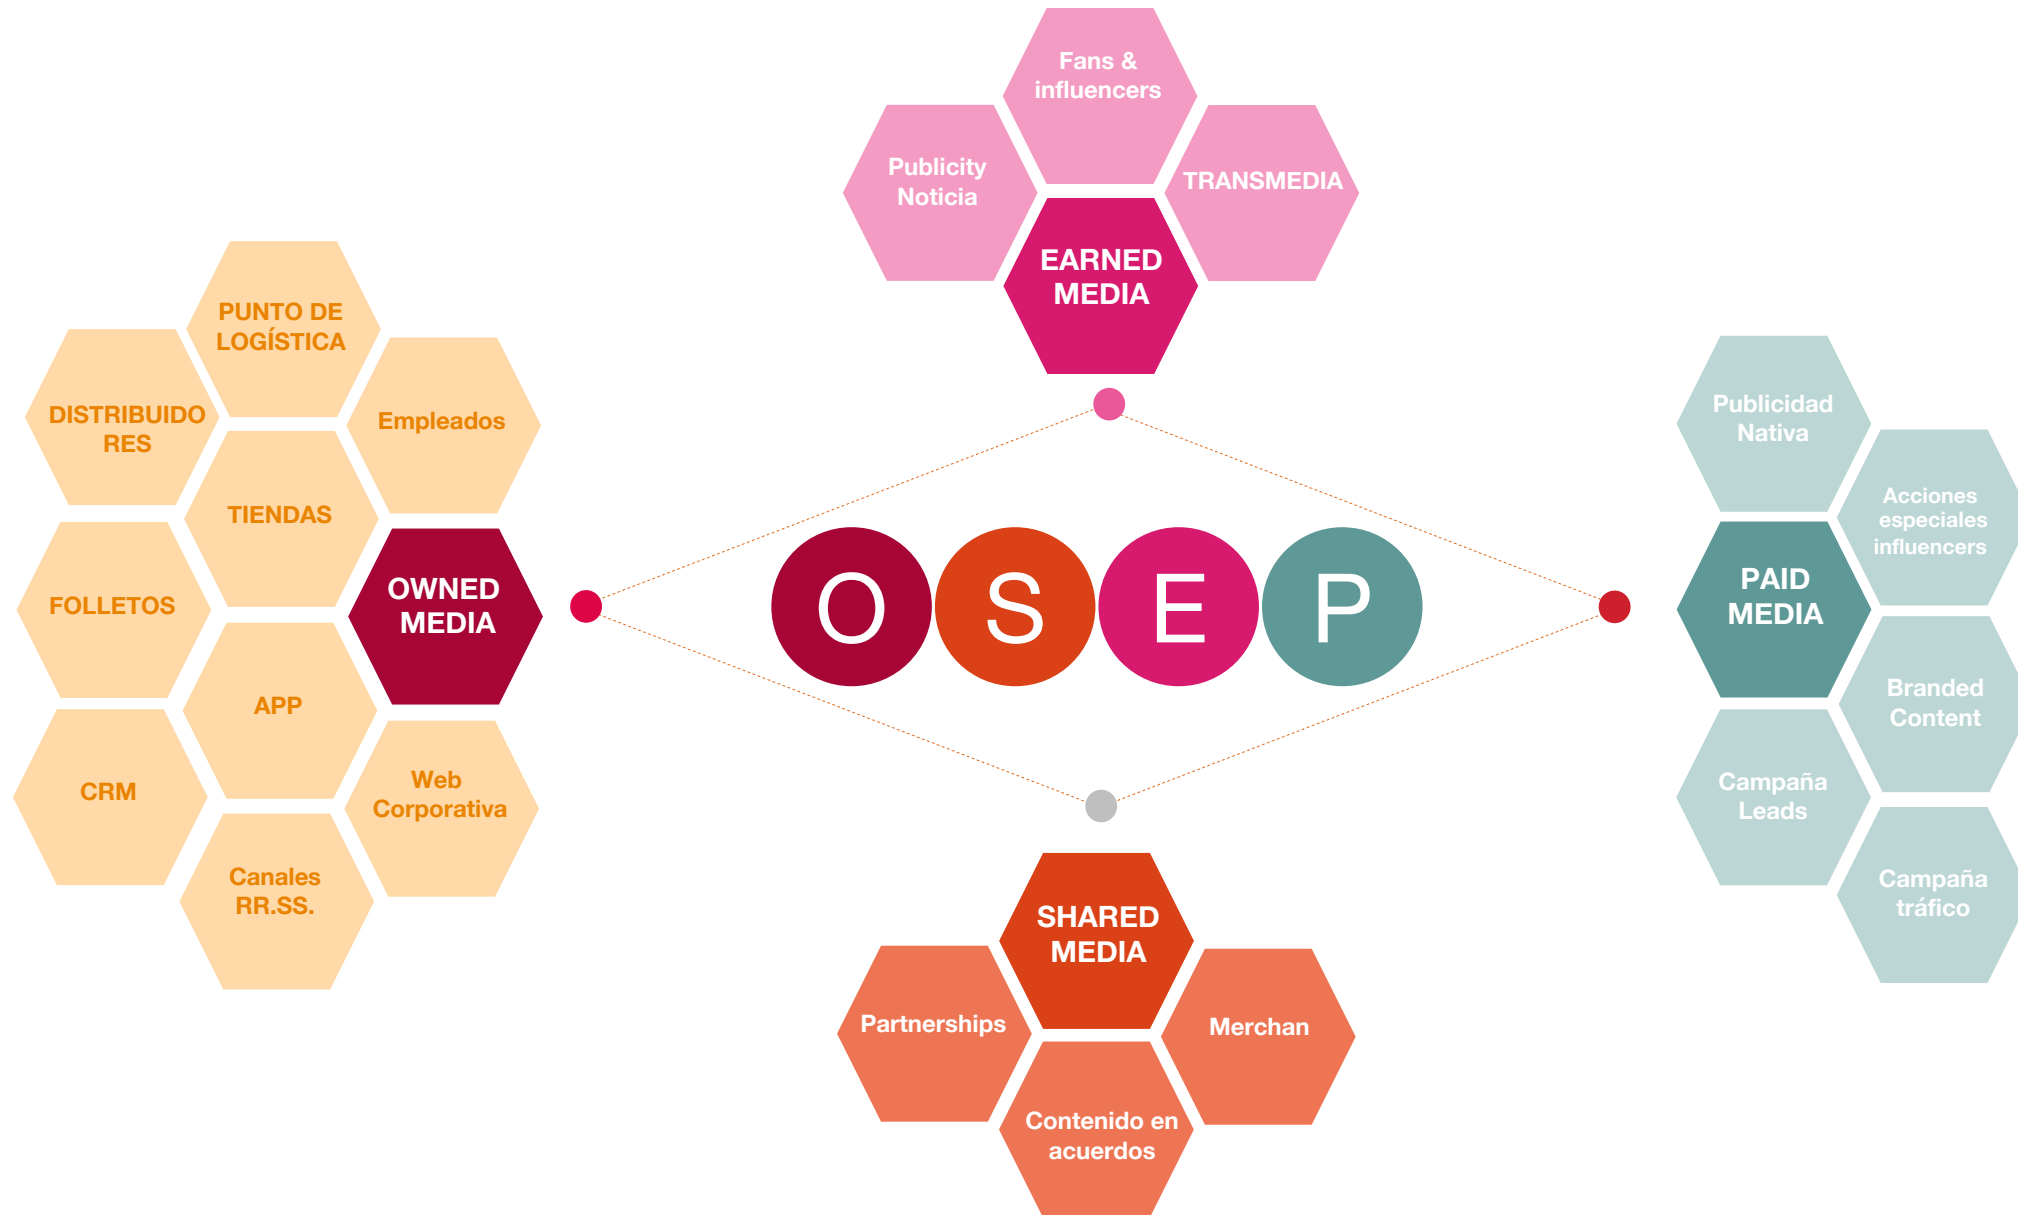 Fans &
influencers
Publicity
Noticia
TRANSMEDIA
EARNED
MEDIA
PUNTO DE
LOGÍSTICA
DISTRIBUIDO
RES
Empleados
TIENDAS
FOLLETOS
OWNED
MEDIA
APP
CRM
Web
Corporativa
Canales
RR.SS.
O S E P
Publicidad
Nativa
Acciones
especiales
influencers
PAID
MEDIA
Branded
Content
Campaña
Leads
Campaña
tráfico
SHARED
MEDIA
Partnerships
Merchan
Contenido en
acuerdos